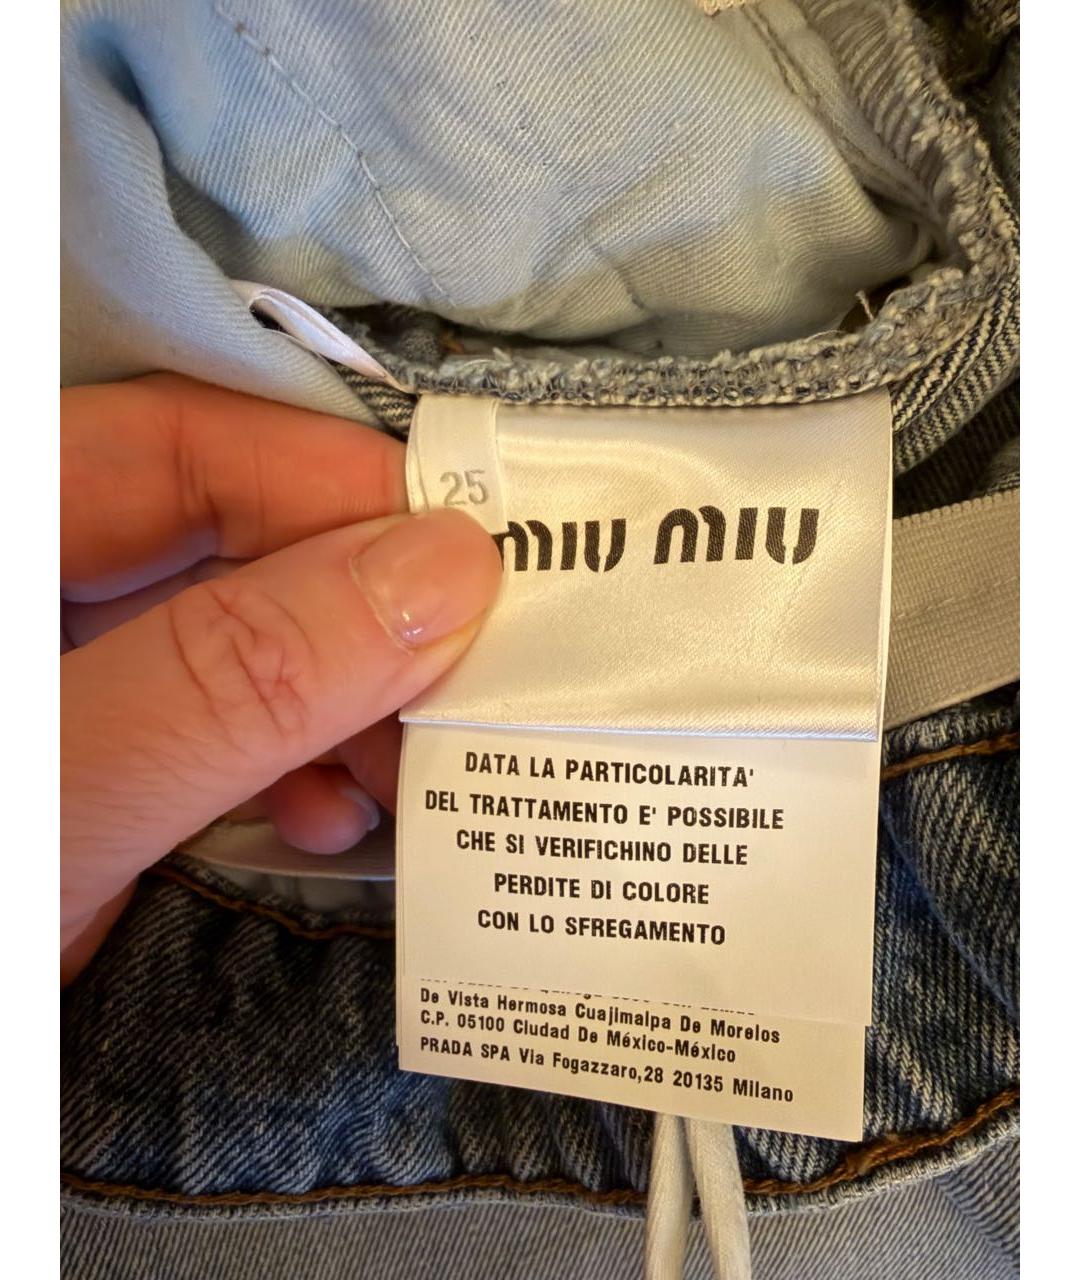 25
MIU MIU
DATA LA PARTICOLARITA'
DEL TRATTAMENTO E' POSSIBILE
CHE SI VERIFICHINO DELLE
PERDITE DI COLORE
CON LO SFREGAMENTO
De Vista Hermosa Cuajimalpa De Morelos
C.P. 05100 Ciudad De México-México
PRADA SPA Via Fogazzaro,28 20135 Milano